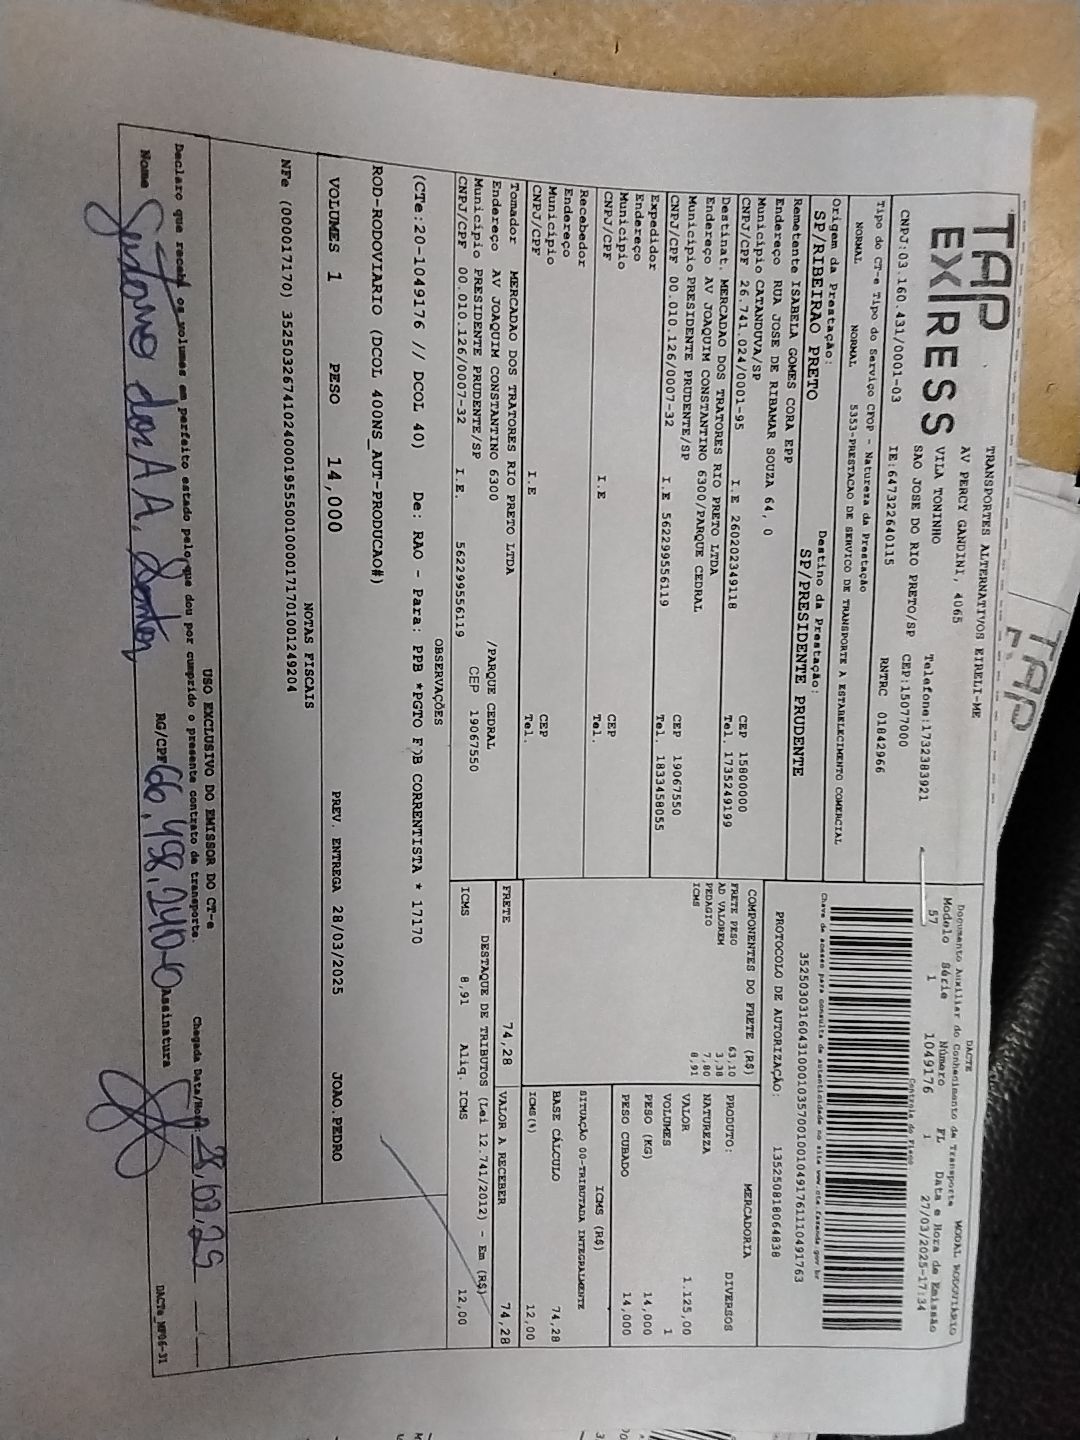 TAP
EXPRESS
TRANSPORTES ALTERNATIVOS EIRELI-ME
AV PERCY GANDINI, 4065
VILA TONINHO Telefone:1732383921
SAO JOSE DO RIO PRETO/SP CEP:15077000
CNPJ:03.160.431/0001-03 IE:647322640115 RNTRC 01842966
DACTE MODAL RODOVIÁRIO
Documento Auxiliar do Conhecimento de Transporte
Modelo Série Número FL Data e Hora de Emissão
57 1 1049176 1 27/03/2025-17:34
Controle do Fisco
Chave de acesso para consulta de autenticidade no site www.cte.fazenda.gov.br
PROTOCOLO DE AUTORIZAÇÃO: 135250818064838
Tipo do CT-e Tipo do Serviço CFOP - Natureza da Prestação
NORMAL NORMAL 5353-PRESTACAO DE SERVICO DE TRANSPORTE A ESTABELECIMENTO COMERCIAL
Origem da Prestação: Destino da Prestação:
SP/RIBEIRAO PRETO SP/PRESIDENTE PRUDENTE
Remetente ISABELA GOMES CORA EPP
Endereço RUA JOSE DE RIBAMAR SOUZA 64, 0
Município CATANDUVA/SP CEP 15800000
CNPJ/CPF 26.741.024/0001-95 I.E 260202349118 Tel. 1735249199
Destinat. MERCADAO DOS TRATORES RIO PRETO LTDA
Endereço AV JOAQUIM CONSTANTINO 6300/PARQUE CEDRAL
Município PRESIDENTE PRUDENTE/SP CEP 19067550
CNPJ/CPF 00.010.126/0007-32 I.E 562299556119 Tel. 1833458055
Expedidor
Endereço
Município CEP
CNPJ/CPF I.E Tel.
Recebedor
Endereço
Município CEP
CNPJ/CPF I.E Tel.
Tomador MERCADAO DOS TRATORES RIO PRETO LTDA
Endereço AV JOAQUIM CONSTANTINO 6300 /PARQUE CEDRAL
Município PRESIDENTE PRUDENTE/SP CEP 19067550
CNPJ/CPF 00.010.126/0007-32 I.E. 562299556119
COMPONENTES DO FRETE (R$)
FRETE PESO 63,10
AD VALOREM 3,38
PEDAGIO 7,80
ICMS 8,91
MERCADORIA
PRODUTO: DIVERSOS
NATUREZA
VALOR 1.125,00
VOLUMES 1
PESO (KG) 14,000
PESO CUBADO 14,000
ICMS (R$)
SITUAÇÃO 00-TRIBUTADA INTEGRALMENTE
BASE CÁLCULO 74,28
ICMS(%) 12,00
FRETE 74,28 VALOR A RECEBER 74,28
DESTAQUE DE TRIBUTOS (Lei 12.741/2012) - Em (R$)
ICMS 8,91 Alíq. ICMS 12,00
OBSERVAÇÕES
(CTe:20-1049176 // DCOL 40) De: RAO - Para: PPB *PGTO FOB CORRENTISTA * 17170
ROD-RODOVIARIO (DCOL 400NS_AUT-PRODUCAO#)
VOLUMES 1 PESO 14,000 PREV. ENTREGA 28/03/2025 JOAO.PEDRO
NOTAS FISCAIS
NFe (000017170)
USO EXCLUSIVO DO EMISSOR DO CT-e
Declaro que recebi os volumes em perfeito estado pelo que dou por cumprido o presente contrato de transporte. Chegada Data/Hora
Nome RG/CPF Assinatura
DACTe_MP06-31
TAP